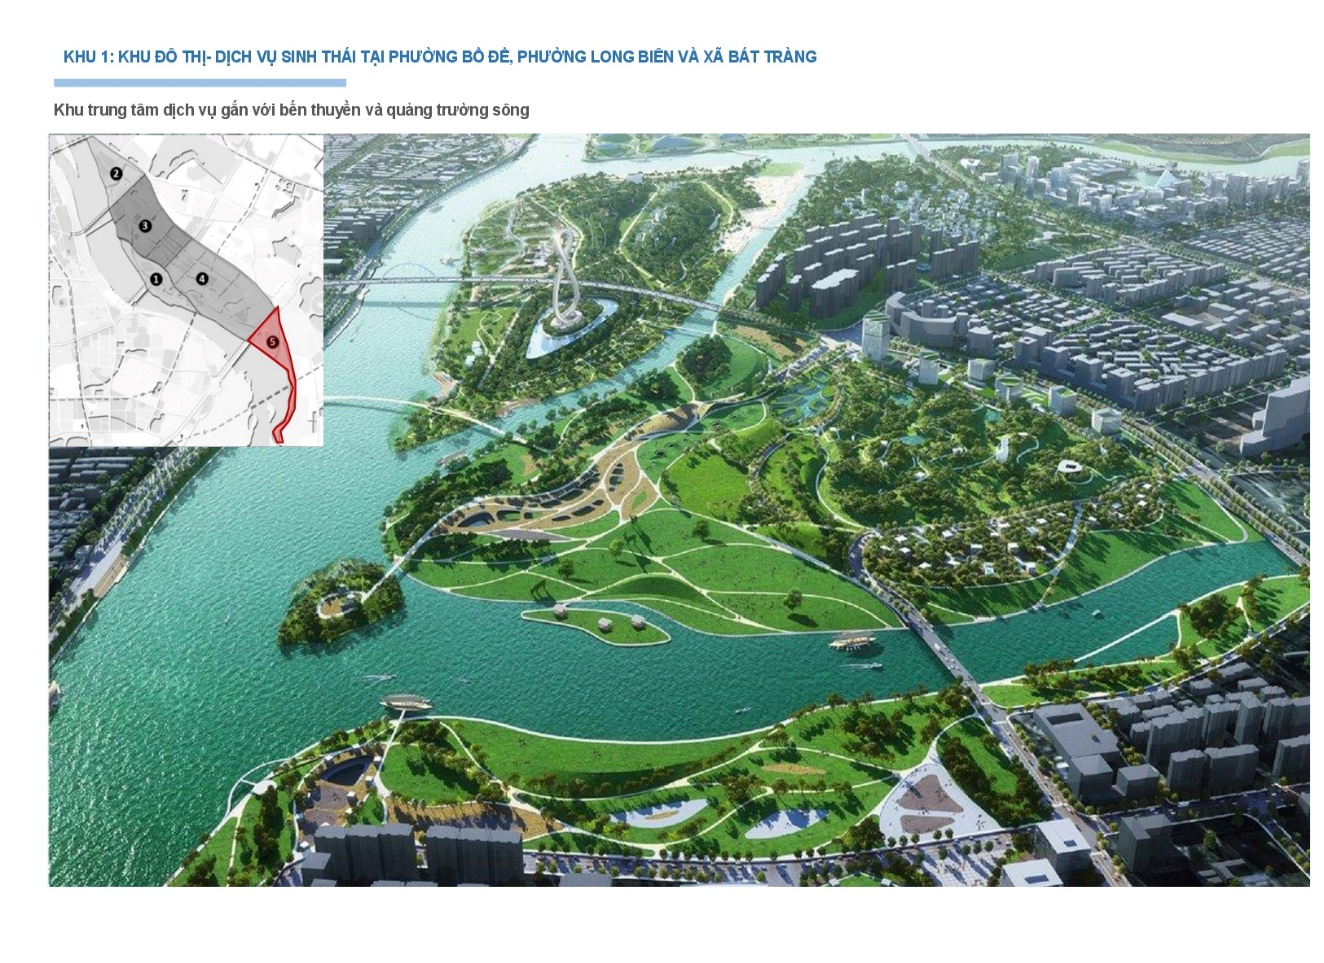 KHU 1: KHU ĐÔ THỊ- DỊCH VỤ SINH THÁI TẠI PHƯỜNG BỒ ĐỀ, PHƯỜNG LONG BIÊN VÀ XÃ BÁT TRÀNG
Khu trung tâm dịch vụ gắn với bến thuyền và quảng trường sông
2
3
1
4
5